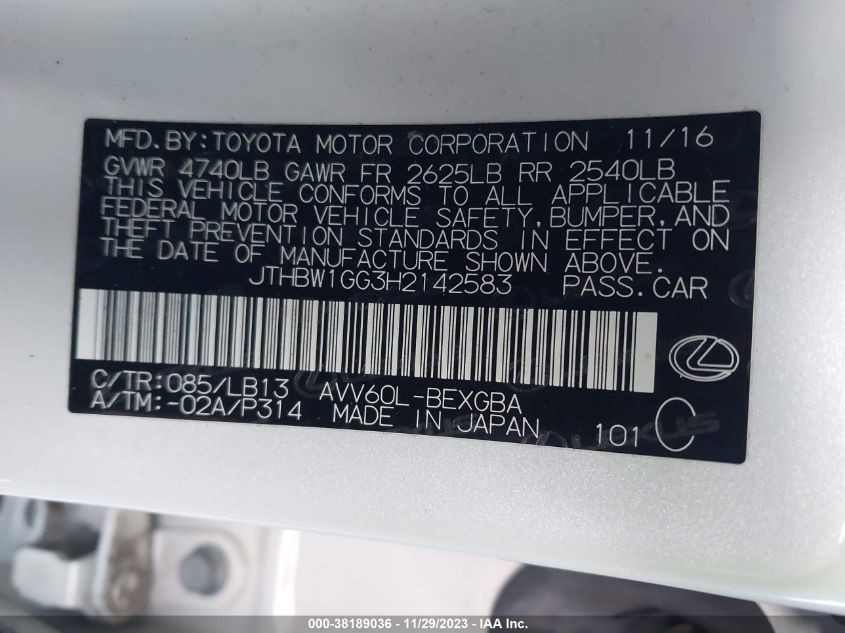 MFD.BY:TOYOTA MOTOR CORPORATION 11/16
GVWR 4740LB GAWR FR 2625LB RR 2540LB
THIS VEHICLE CONFORMS TO ALL APPLICABLE
FEDERAL MOTOR VEHICLE SAFETY,BUMPER,AND
THEFT PREVENTION STANDARDS IN EFFECT ON
THE DATE OF MANUFACTURE SHOWN ABOVE.
JTHBW1GG3H2142583 PASS.CAR
C/TR:085/LB13 AVV60L-BEXGBA
A/TM:-02A/P314 MADE IN JAPAN 101
000-38189036 - 11/29/2023 - IAA Inc.